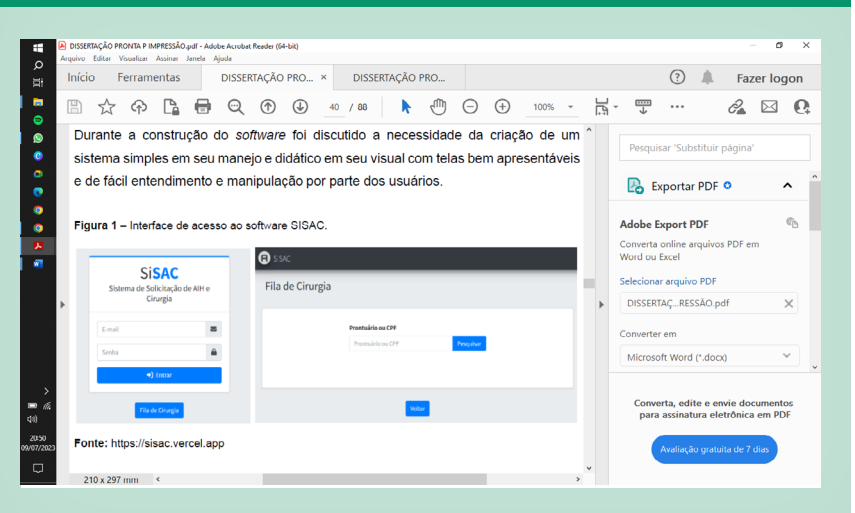 DISSERTAÇÃO PRONTA P IMPRESSÃO.pdf - Adobe Acrobat Reader (64-bit)
Arquivo Editar Visualizar Assinar Janela Ajuda
Início Ferramentas DISSERTAÇÃO PRO... × DISSERTAÇÃO PRO... Fazer logon
40 / 88 100%
Durante a construção do software foi discutido a necessidade da criação de um
sistema simples em seu manejo e didático em seu visual com telas bem apresentáveis
e de fácil entendimento e manipulação por parte dos usuários.
Figura 1 – Interface de acesso ao software SISAC.
SiSAC
Sistema de Solicitação de AIH e
Cirurgia
E-mail
Senha
Entrar
Fila de Cirurgia
SISAC
Fila de Cirurgia
Prontuário ou CPF
Prontuário ou CPF Pesquisar
Voltar
Fonte: https://sisac.vercel.app
210 x 297 mm
Pesquisar 'Substituir página'
Exportar PDF
Adobe Export PDF
Converta online arquivos PDF em
Word ou Excel
Selecionar arquivo PDF
DISSERTAÇ...RESSÃO.pdf
Converter em
Microsoft Word (*.docx)
Converta, edite e envie documentos
para assinatura eletrônica em PDF
Avaliação gratuita de 7 dias
20:50
09/07/2023